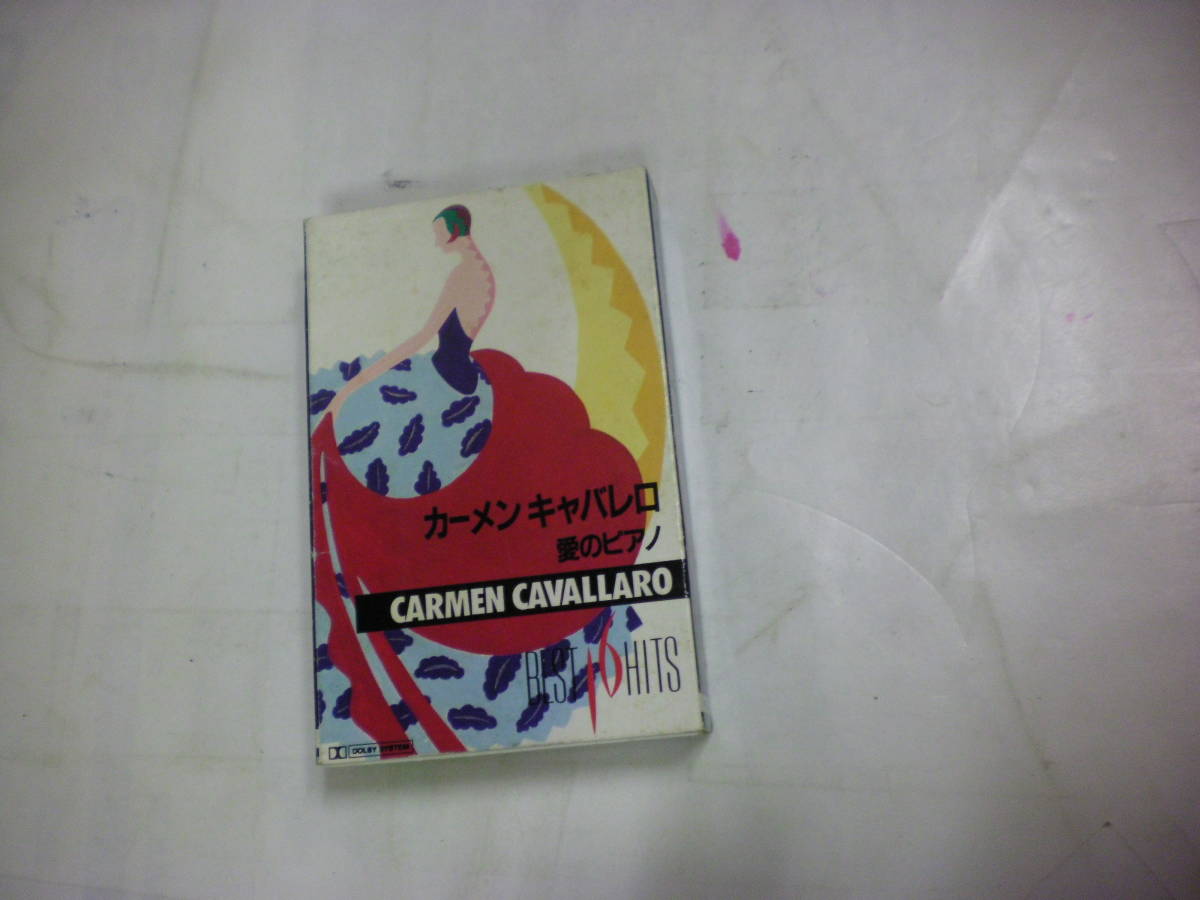 カーメン キャバレロ
愛のピアノ
CARMEN CAVALLARO
BEST 16 HITS
DOLBY SYSTEM